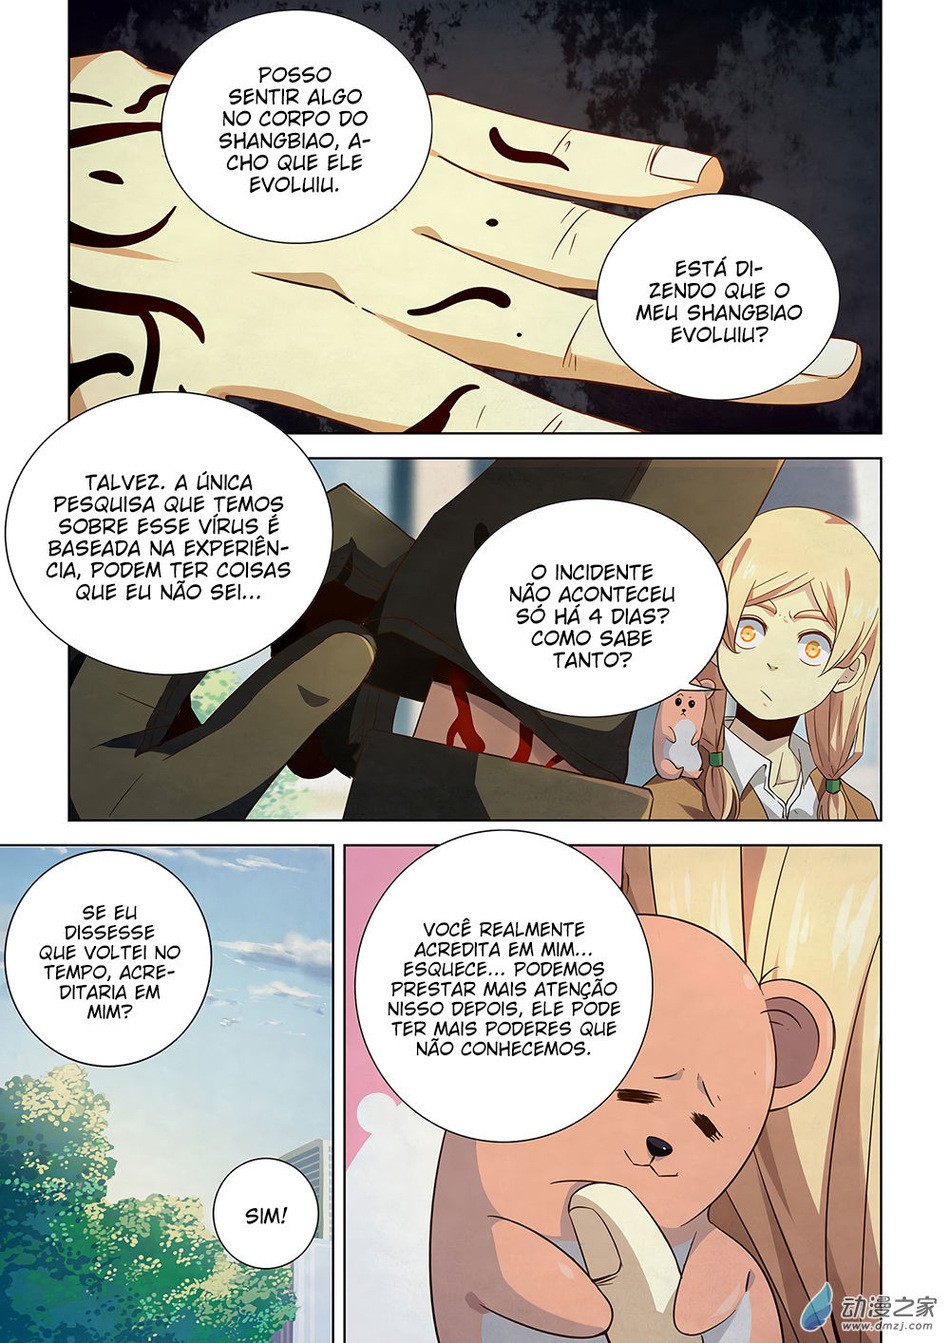 POSSO
SENTIR ALGO
NO CORPO DO
SHANGBIAO, A-
CHO QUE ELE
EVOLUIU.
ESTÁ DI-
ZENDO QUE O
MEU SHANGBIAO
EVOLUIU?
TALVEZ. A ÚNICA
PESQUISA QUE TEMOS
SOBRE ESSE VÍRUS É
BASEADA NA EXPERIÊN-
CIA, PODEM TER COISAS
QUE EU NÃO SEI...
O INCIDENTE
NÃO ACONTECEU
SÓ HÁ 4 DIAS?
COMO SABE
TANTO?
SE EU
DISSESSE
QUE VOLTEI NO
TEMPO, ACRE-
DITARIA EM
MIM?
SIM!
VOCÊ REALMENTE
ACREDITA EM MIM...
ESQUECE... PODEMOS
PRESTAR MAIS ATENÇÃO
NISSO DEPOIS, ELE PODE
TER MAIS PODERES QUE
NÃO CONHECEMOS.
动漫之家
www.dmzj.com